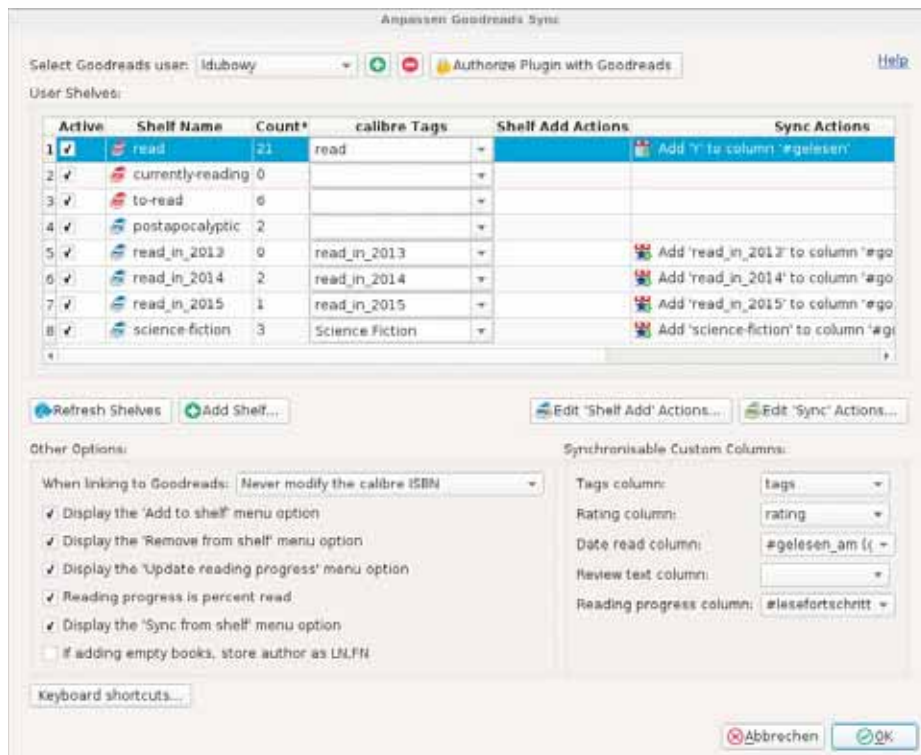 Anpassen Goodreads Sync
Select Goodreads user: ldubowy Authorize Plugin with Goodreads Help
User Shelves:
Active Shelf Name Count* calibre Tags Shelf Add Actions Sync Actions
1 read 21 read Add 'Y' to column '#gelesen'
2 currently-reading 0
3 to-read 6
4 postapocalyptic 2
5 read_in_2013 0 read_in_2013 Add 'read_in_2013' to column '#go
6 read_in_2014 2 read_in_2014 Add 'read_in_2014' to column '#go
7 read_in_2015 1 read_in_2015 Add 'read_in_2015' to column '#go
8 science-fiction 3 Science Fiction Add 'science-fiction' to column '#g
Refresh Shelves Add Shelf... Edit 'Shelf Add' Actions... Edit 'Sync' Actions...
Other Options: Synchronisable Custom Columns:
When linking to Goodreads: Never modify the calibre ISBN Tags column: tags
Display the 'Add to shelf' menu option Rating column: rating
Display the 'Remove from shelf' menu option Date read column: #gelesen_am ((
Display the 'Update reading progress' menu option Review text column:
Reading progress is percent read Reading progress column: #lesefortschritt
Display the 'Sync from shelf' menu option
If adding empty books, store author as LN,FN
Keyboard shortcuts...
Abbrechen OK